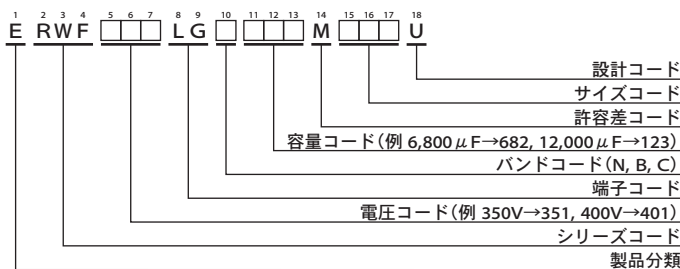 1 2 3 4 5 6 7 8 9 10 11 12 13 14 15 16 17 18
E RWF □□□ LG □ □□□ M □□□ U
設計コード
サイズコード
許容差コード
容量コード(例 6,800μF→682, 12,000μF→123)
バンドコード(N, B, C)
端子コード
電圧コード(例 350V→351, 400V→401)
シリーズコード
製品分類